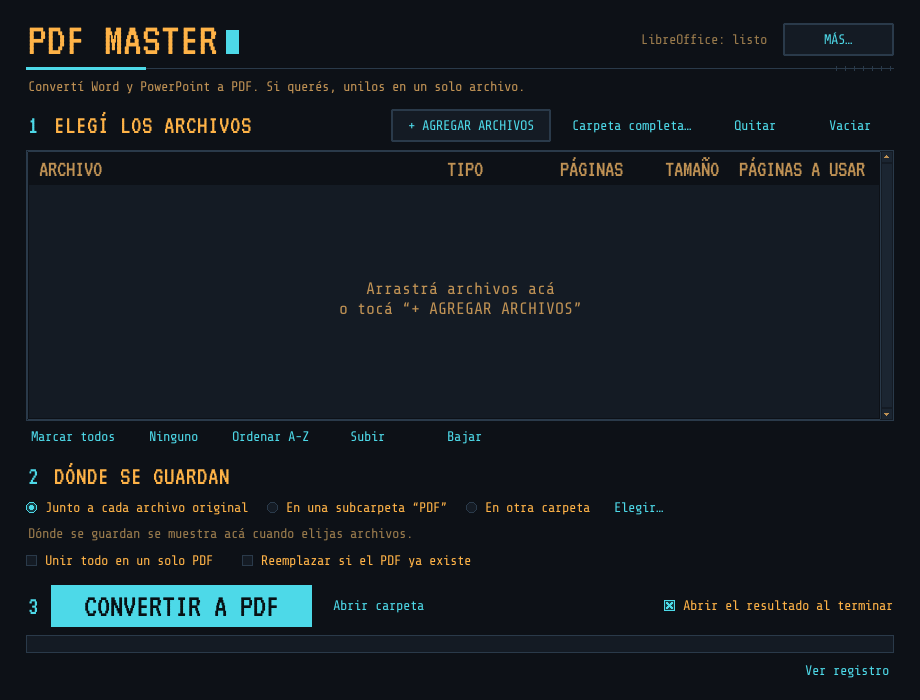 PDF MASTER
LibreOffice: listo
MÁS…
Convertí Word y PowerPoint a PDF. Si querés, unilos en un solo archivo.
1 ELEGÍ LOS ARCHIVOS
+ AGREGAR ARCHIVOS
Carpeta completa…
Quitar
Vaciar
ARCHIVO TIPO PÁGINAS TAMAÑO PÁGINAS A USAR
Arrastrá archivos acá
o tocá “+ AGREGAR ARCHIVOS”
Marcar todos Ninguno Ordenar A-Z Subir Bajar
2 DÓNDE SE GUARDAN
Junto a cada archivo original En una subcarpeta “PDF” En otra carpeta Elegir…
Dónde se guardan se muestra acá cuando elijas archivos.
Unir todo en un solo PDF Reemplazar si el PDF ya existe
3 CONVERTIR A PDF Abrir carpeta Abrir el resultado al terminar
Ver registro